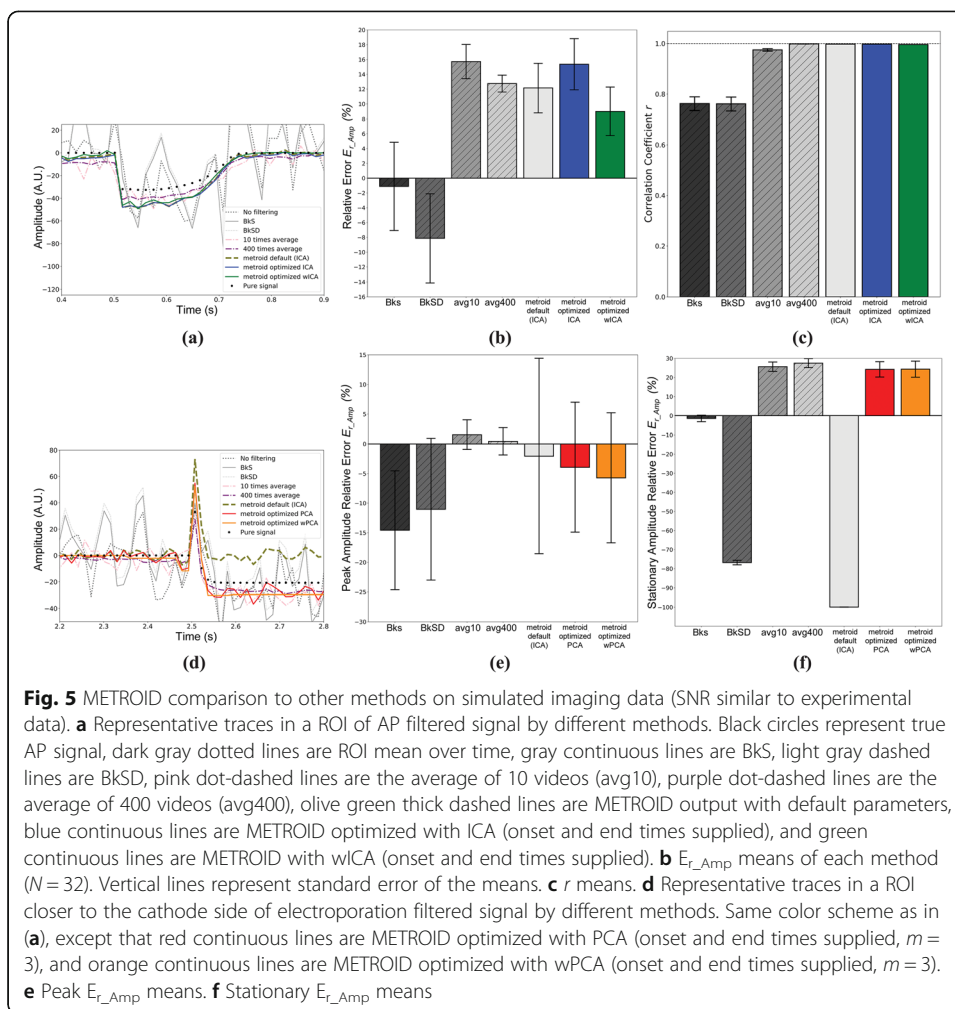 Amplitude (A.U.)
20
0
−20
−40
−60
−80
−100
−120
0.4 0.5 0.6 0.7 0.8 0.9
Time (s)
No filtering
BkS
BkSD
10 times average
400 times average
metroid default (ICA)
metroid optimized ICA
metroid optimized wICA
Pure signal
(a)
Relative Error E_r_Amp (%)
20
18
16
14
12
10
8
6
4
2
0
−2
−4
−6
−8
−10
−12
−14
−16
Bks BkSD avg10 avg400 metroid default (ICA) metroid optimized ICA metroid optimized wICA
(b)
Correlation Coefficient r
1.0
0.8
0.6
0.4
0.2
0.0
Bks BkSD avg10 avg400 metroid default (ICA) metroid optimized ICA metroid optimized wICA
(c)
Amplitude (A.U.)
80
60
40
20
0
−20
−40
2.2 2.3 2.4 2.5 2.6 2.7 2.8
Time (s)
No filtering
BkS
BkSD
10 times average
400 times average
metroid default (ICA)
metroid optimized PCA
metroid optimized wPCA
Pure signal
(d)
Peak Amplitude Relative Error E_r_Amp (%)
15
10
5
0
−5
−10
−15
−20
−25
−30
Bks BkSD avg10 avg400 metroid default (ICA) metroid optimized PCA metroid optimized wPCA
(e)
Stationary Amplitude Relative Error E_r_Amp (%)
30
20
10
0
−10
−20
−30
−40
−50
−60
−70
−80
−90
−100
Bks BkSD avg10 avg400 metroid default (ICA) metroid optimized PCA metroid optimized wPCA
(f)
Fig. 5 METROID comparison to other methods on simulated imaging data (SNR similar to experimental
data). a Representative traces in a ROI of AP filtered signal by different methods. Black circles represent true
AP signal, dark gray dotted lines are ROI mean over time, gray continuous lines are BkS, light gray dashed
lines are BkSD, pink dot-dashed lines are the average of 10 videos (avg10), purple dot-dashed lines are the
average of 400 videos (avg400), olive green thick dashed lines are METROID output with default parameters,
blue continuous lines are METROID optimized with ICA (onset and end times supplied), and green
continuous lines are METROID with wICA (onset and end times supplied). b E_r_Amp means of each method
(N = 32). Vertical lines represent standard error of the means. c r means. d Representative traces in a ROI
closer to the cathode side of electroporation filtered signal by different methods. Same color scheme as in
(a), except that red continuous lines are METROID optimized with PCA (onset and end times supplied, m =
3), and orange continuous lines are METROID optimized with wPCA (onset and end times supplied, m = 3).
e Peak E_r_Amp means. f Stationary E_r_Amp means